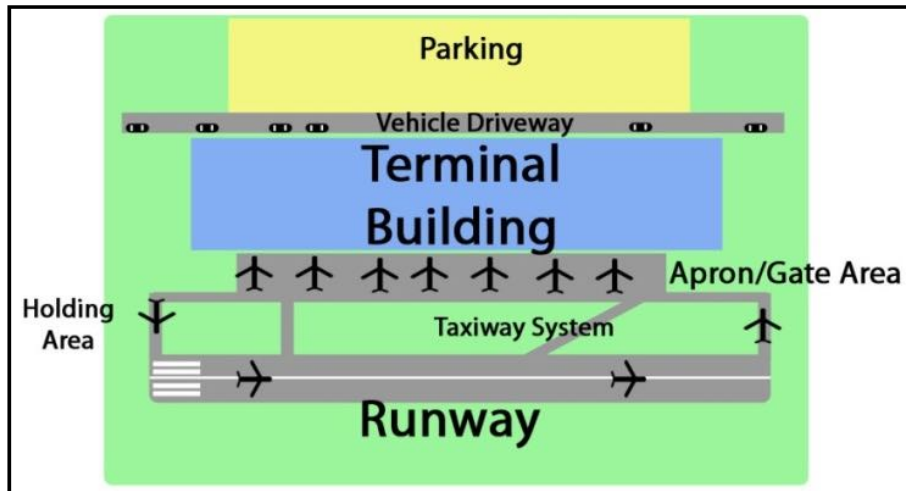 Parking
Vehicle Driveway
Terminal
Building
Apron/Gate Area
Holding
Area
Taxiway System
Runway